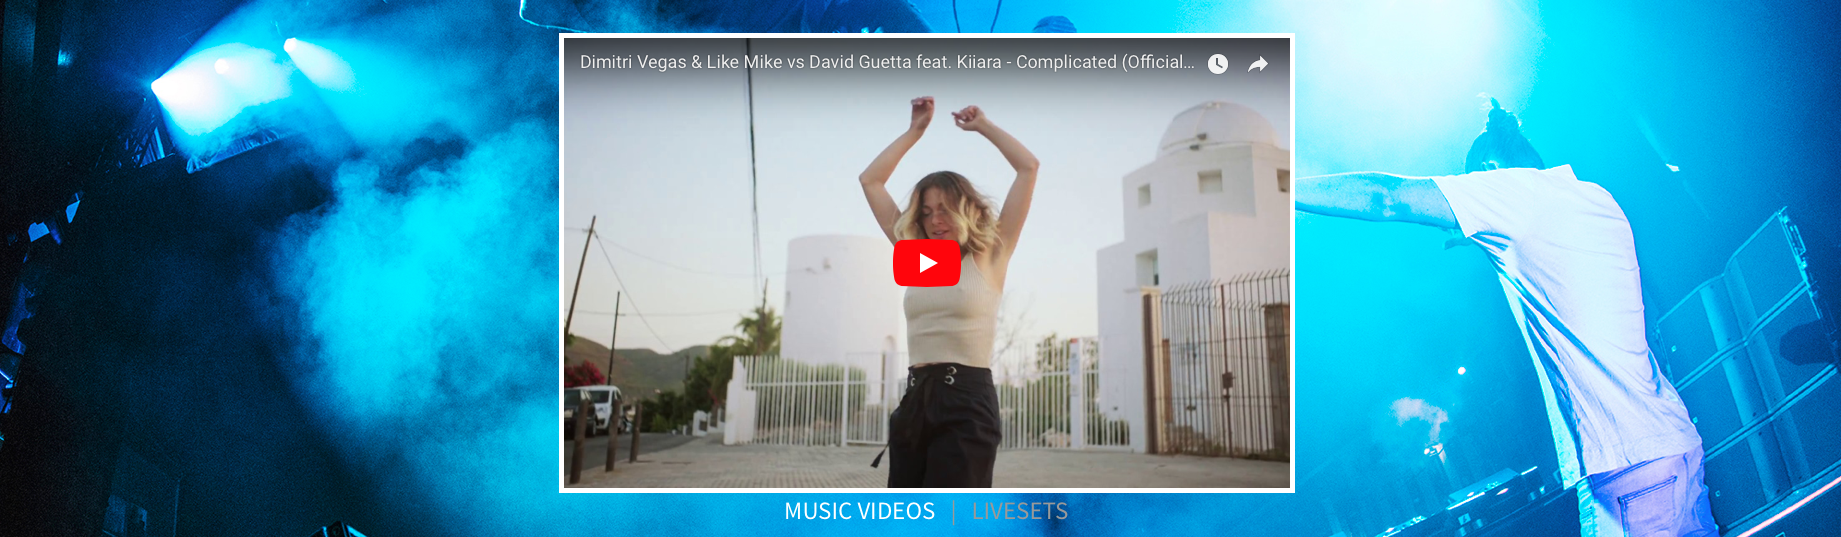 Dimitri Vegas & Like Mike vs David Guetta feat. Kiiara - Complicated (Official...
MUSIC VIDEOS | LIVESETS